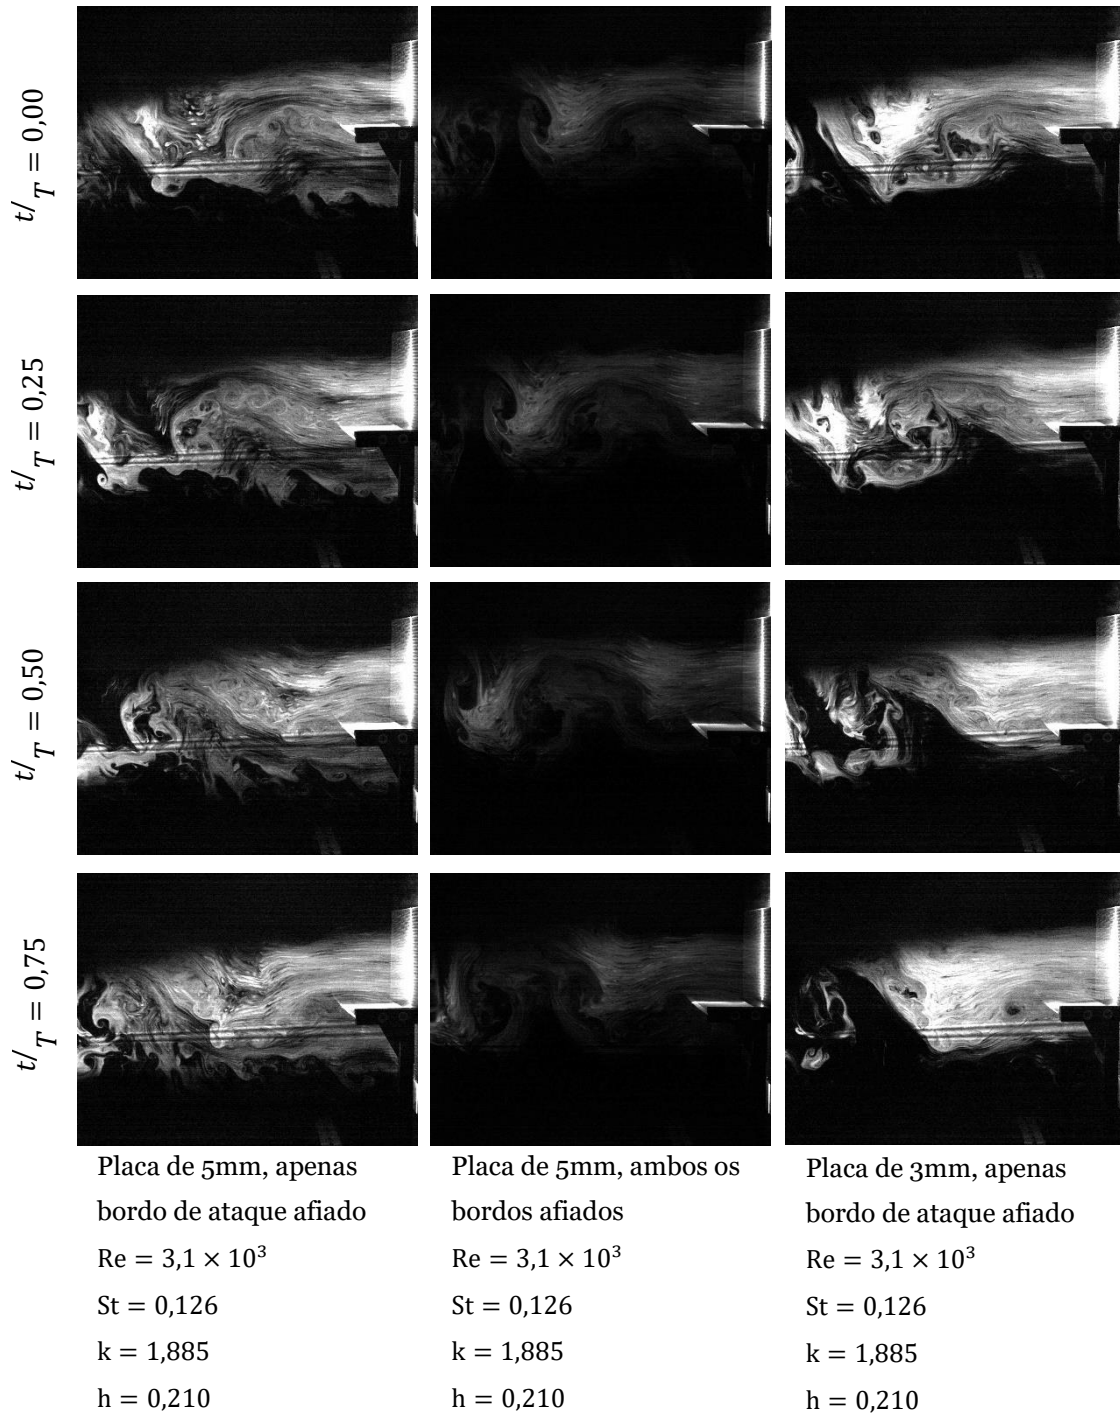 t/T = 0,00
t/T = 0,25
t/T = 0,50
t/T = 0,75
Placa de 5mm, apenas
bordo de ataque afiado
Re = 3,1 × 10³
St = 0,126
k = 1,885
h = 0,210
Placa de 5mm, ambos os
bordos afiados
Re = 3,1 × 10³
St = 0,126
k = 1,885
h = 0,210
Placa de 3mm, apenas
bordo de ataque afiado
Re = 3,1 × 10³
St = 0,126
k = 1,885
h = 0,210